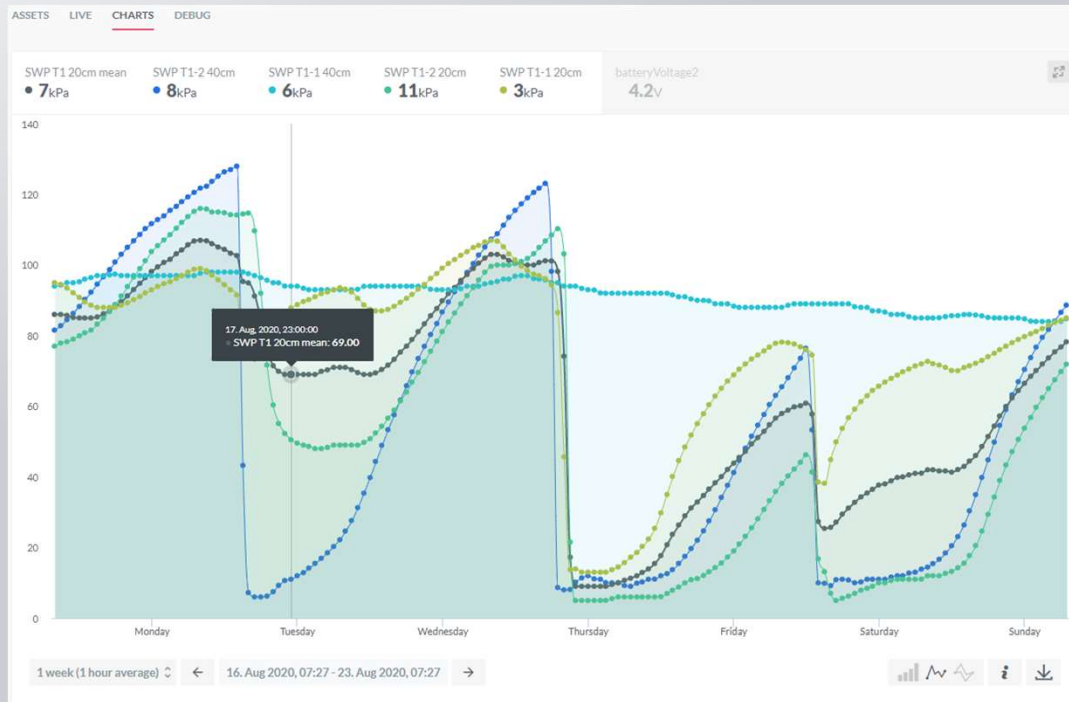 ASSETS LIVE CHARTS DEBUG
SWP T1 20cm mean SWP T1-2 40cm SWP T1-1 40cm SWP T1-2 20cm SWP T1-1 20cm batteryVoltage2
7kPa 8kPa 6kPa 11kPa 3kPa 4.2V
140
120
100
80
60
40
20
0
17. Aug, 2020, 23:00:00
SWP T1 20cm mean: 69.00
Monday Tuesday Wednesday Thursday Friday Saturday Sunday
1 week (1 hour average) 16. Aug 2020, 07:27 - 23. Aug 2020, 07:27